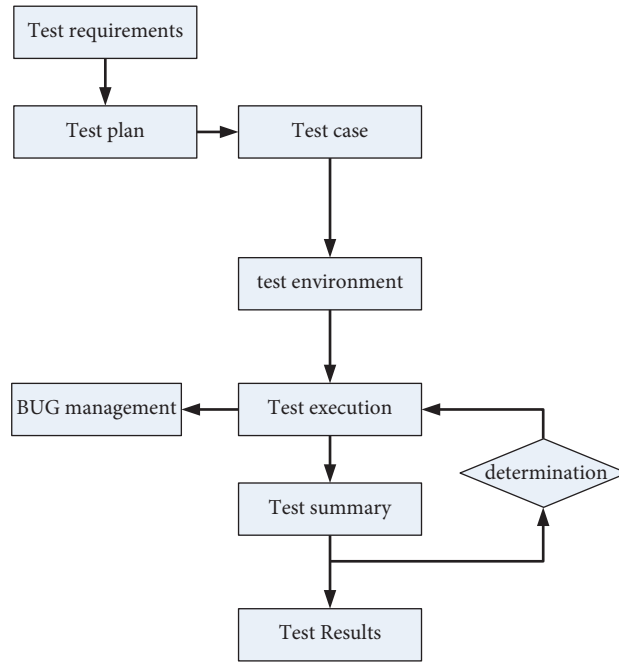 Test requirements
Test plan
Test case
test environment
BUG management
Test execution
determination
Test summary
Test Results